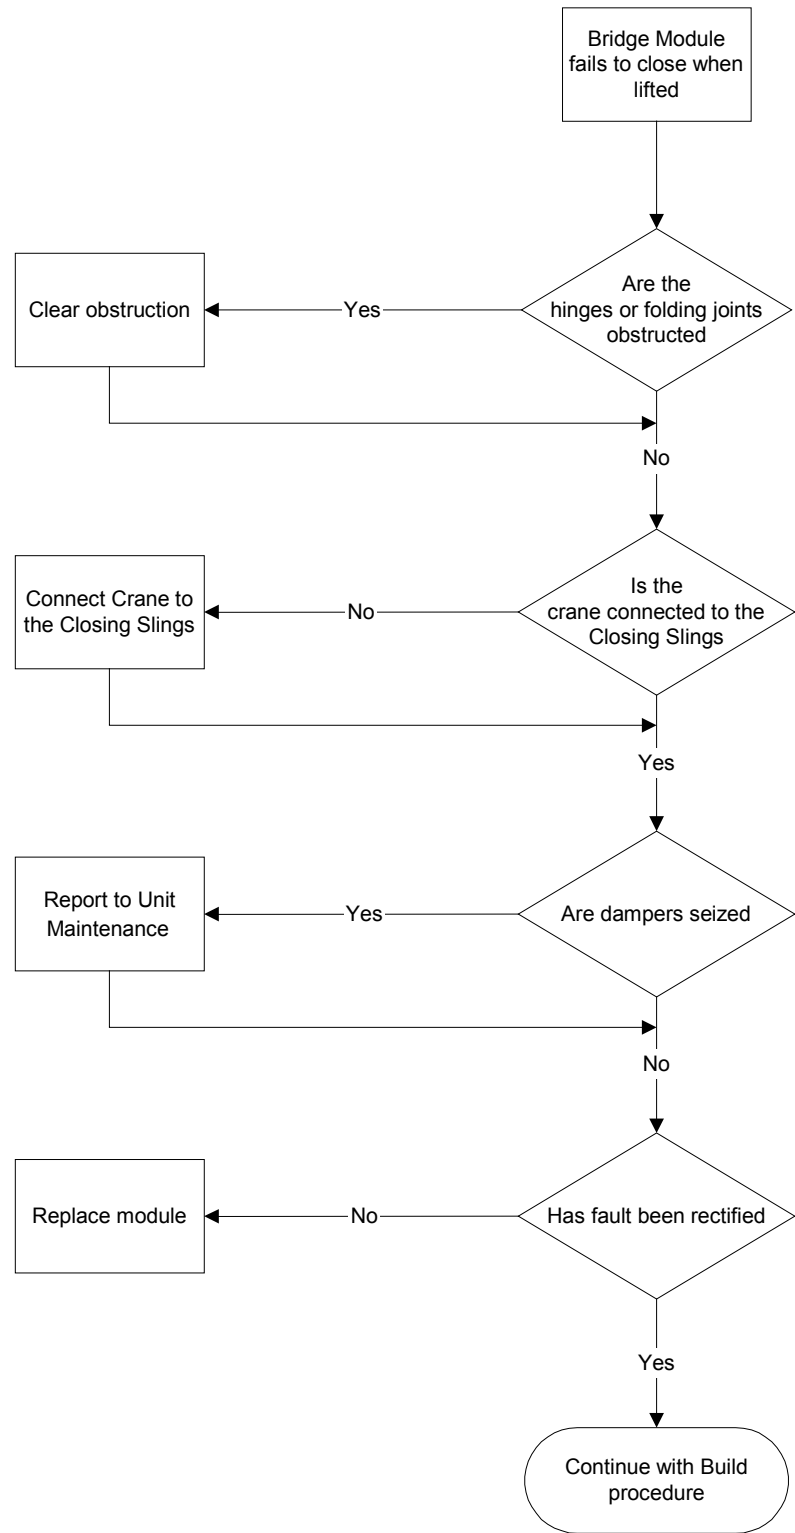 Bridge Module
fails to close when
lifted
Are the
hinges or folding joints
obstructed
Yes
Clear obstruction
No
Is the
crane connected to the
Closing Slings
No
Connect Crane to
the Closing Slings
Yes
Are dampers seized
Yes
Report to Unit
Maintenance
No
Has fault been rectified
No
Replace module
Yes
Continue with Build
procedure